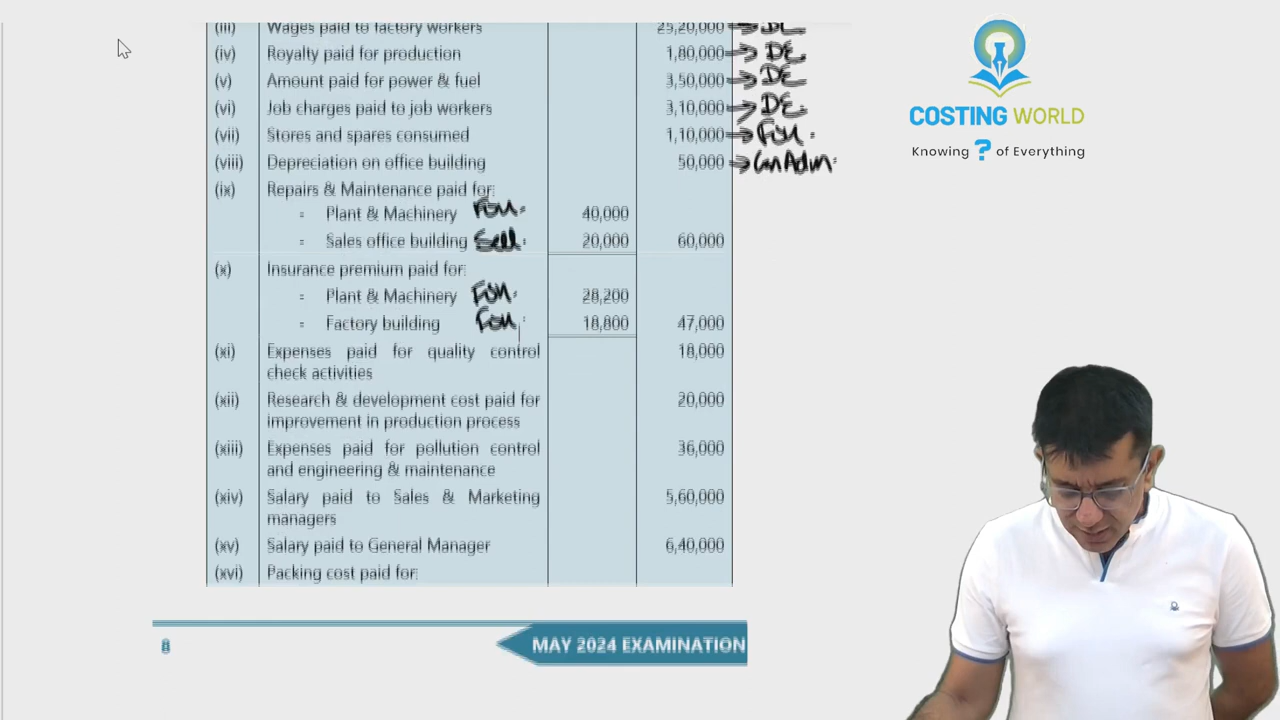 (iii) Wages paid to factory workers 25,20,000 → DL
(iv) Royalty paid for production 1,80,000 → DE.
(v) Amount paid for power & fuel 3,50,000 → DE
(vi) Job charges paid to job workers 3,10,000 → DE.
(vii) Stores and spares consumed 1,10,000
(viii) Depreciation on office building 50,000
(ix) Repairs & Maintenance paid for:
- Plant & Machinery 40,000
- Sales office building Sell. 20,000 60,000
(x) Insurance premium paid for:
- Plant & Machinery 28,200
- Factory building 18,800 47,000
(xi) Expenses paid for quality control 18,000
check activities
(xii) Research & development cost paid for 20,000
improvement in production process
(xiii) Expenses paid for pollution control 36,000
and engineering & maintenance
(xiv) Salary paid to Sales & Marketing 5,60,000
managers
(xv) Salary paid to General Manager 6,40,000
(xvi) Packing cost paid for:
8 MAY 2024 EXAMINATION
COSTING WORLD
Knowing ? of Everything